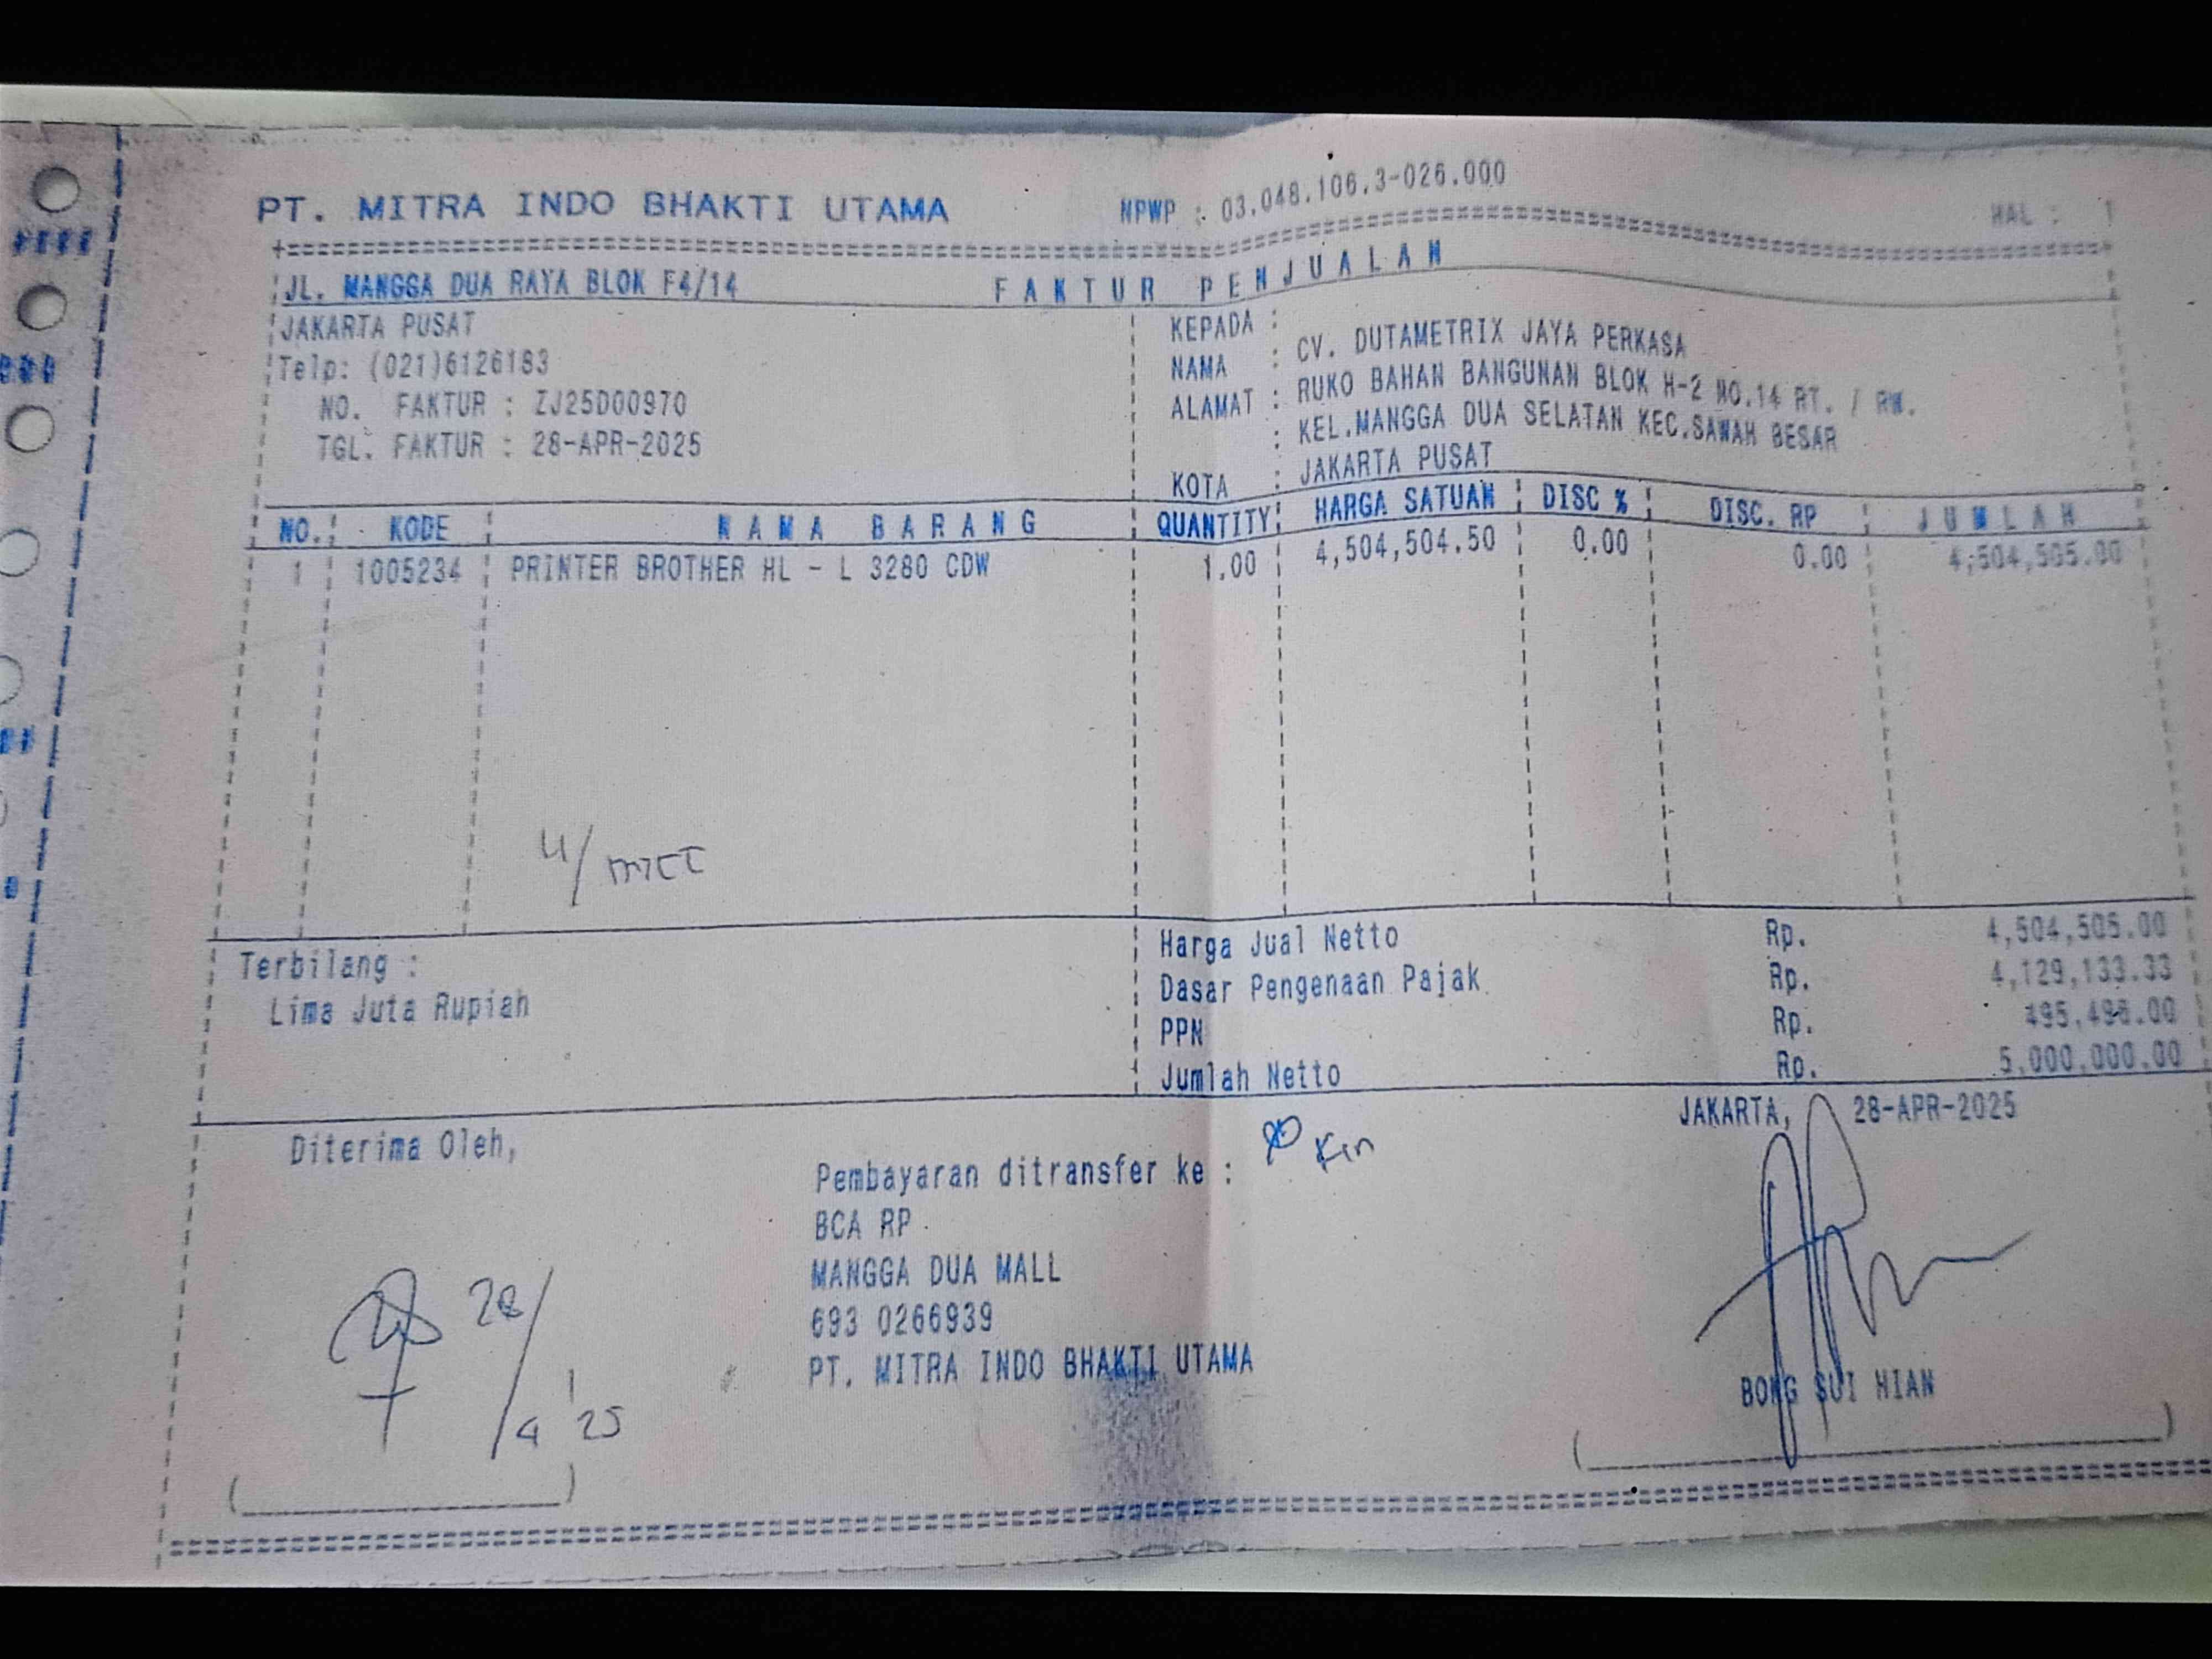 PT. MITRA INDO BHAKTI UTAMA NPWP : 03.048.106.3-026.000 HAL : 1
JL. MANGGA DUA RAYA BLOK F4/14 FAKTUR PENJUALAN
JAKARTA PUSAT
Telp: (021)6126183
NO. FAKTUR : ZJ25D00970
TGL. FAKTUR : 28-APR-2025
KEPADA :
NAMA : CV. DUTAMETRIX JAYA PERKASA
ALAMAT : RUKO BAHAN BANGUNAN BLOK H-2 NO.14 RT. / RW.
: KEL.MANGGA DUA SELATAN KEC.SAWAH BESAR
KOTA : JAKARTA PUSAT
NO. KODE NAMA BARANG QUANTITY HARGA SATUAN DISC % DISC. RP JUMLAH
1 1005234 PRINTER BROTHER HL - L 3280 CDW 1.00 4,504,504.50 0.00 0.00 4,504,505.00
u/
Terbilang :
Lima Juta Rupiah
Harga Jual Netto Rp. 4,504,505.00
Dasar Pengenaan Pajak Rp. 4,129,133.33
PPN Rp. 495,496.00
Jumlah Netto Rp. 5,000,000.00
JAKARTA, 28-APR-2025
Diterima Oleh,
Pembayaran ditransfer ke :
BCA RP
MANGGA DUA MALL
693 0266939
PT. MITRA INDO BHAKTI UTAMA
28/4 '25
BONG SUI HIAN